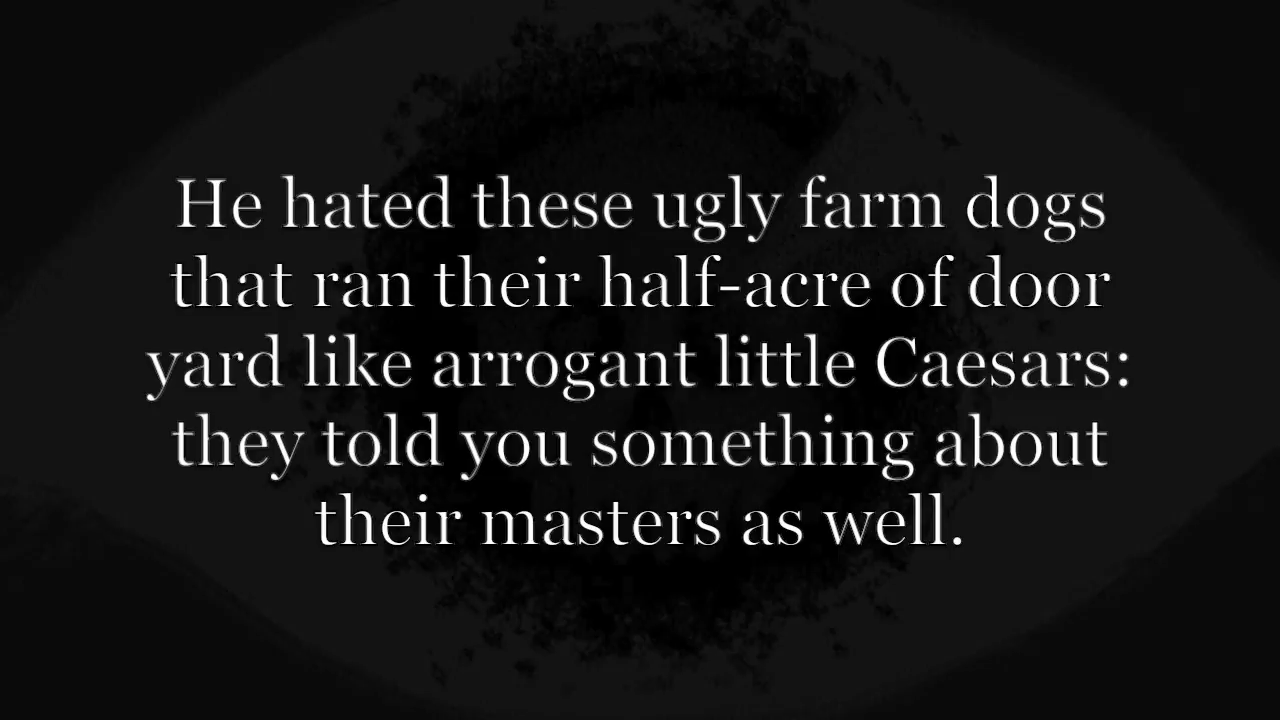 He hated these ugly farm dogs
that ran their half-acre of door
yard like arrogant little Caesars:
they told you something about
their masters as well.